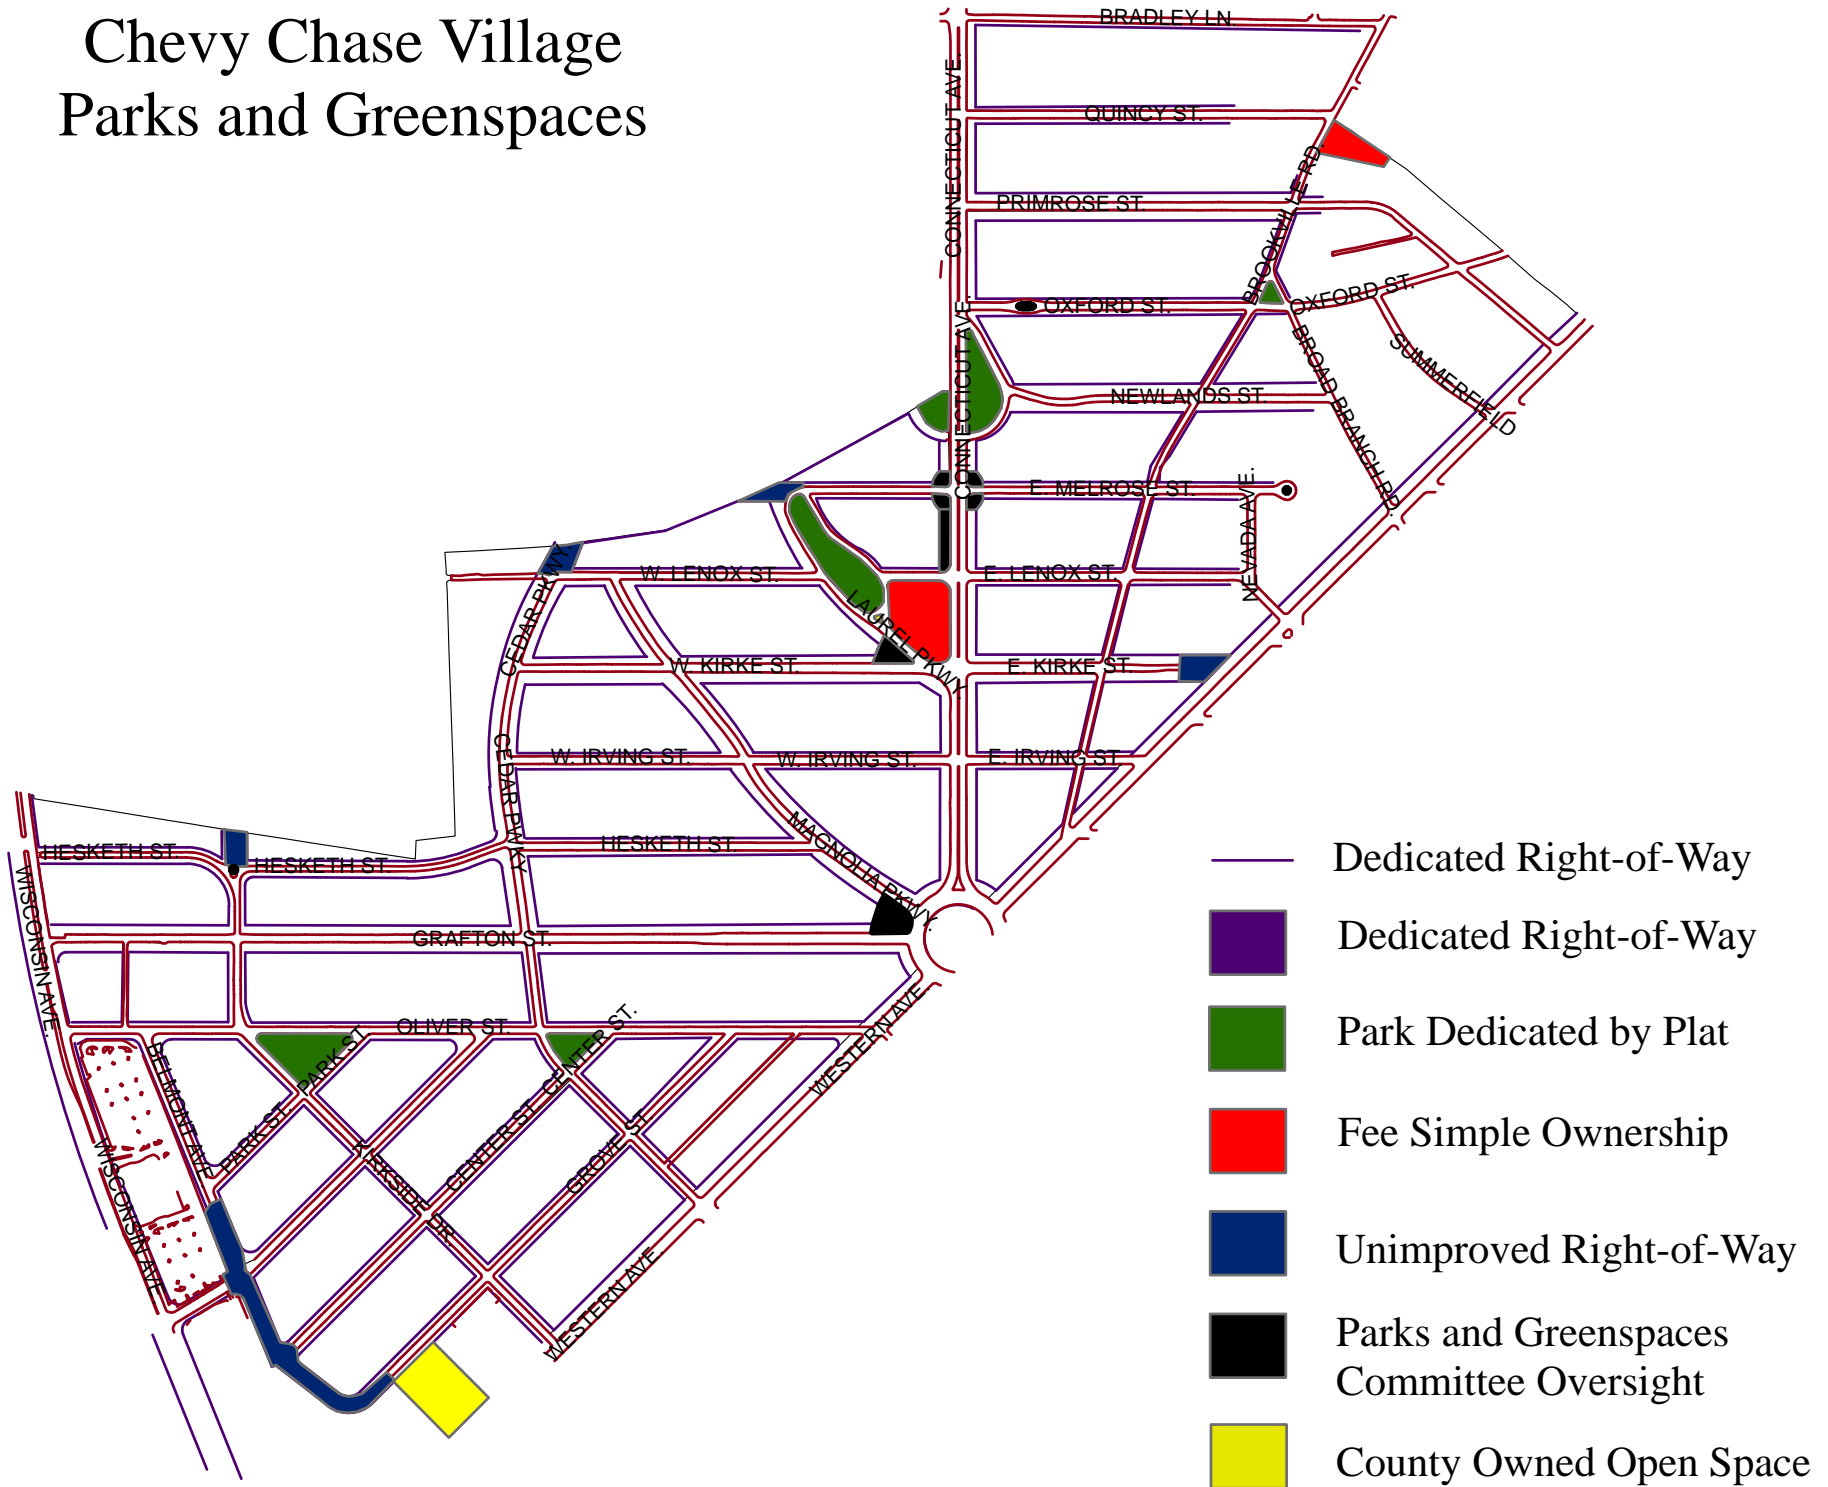 Chevy Chase Village
Parks and Greenspaces
BRADLEY LN.
CONNECTICUT AVE.
QUINCY ST.
BROOKVILLE RD.
PRIMROSE ST.
OXFORD ST.
OXFORD ST.
CONNECTICUT AVE.
BROAD BRANCH RD.
SUMMERFIELD
NEWLANDS ST.
E. MELROSE ST.
NEVADA AVE.
CEDAR PKWY.
W. LENOX ST.
E. LENOX ST.
LAUREL PKWY.
W. KIRKE ST.
E. KIRKE ST.
CEDAR PWKY
W. IRVING ST.
W. IRVING ST.
E. IRVING ST.
HESKETH ST.
HESKETH ST.
HESKETH ST.
MAGNOLIA PKWY.
WISCONSIN AVE.
GRAFTON ST.
OLIVER ST.
PARK ST.
CENTER ST.
WESTERN AVE.
BELMONT AVE
PARK ST.
CENTER ST.
GROVE ST.
KIRKSIDE DR.
WISCONSIN AVE
WESTERN AVE.
Dedicated Right-of-Way
Dedicated Right-of-Way
Park Dedicated by Plat
Fee Simple Ownership
Unimproved Right-of-Way
Parks and Greenspaces
Committee Oversight
County Owned Open Space